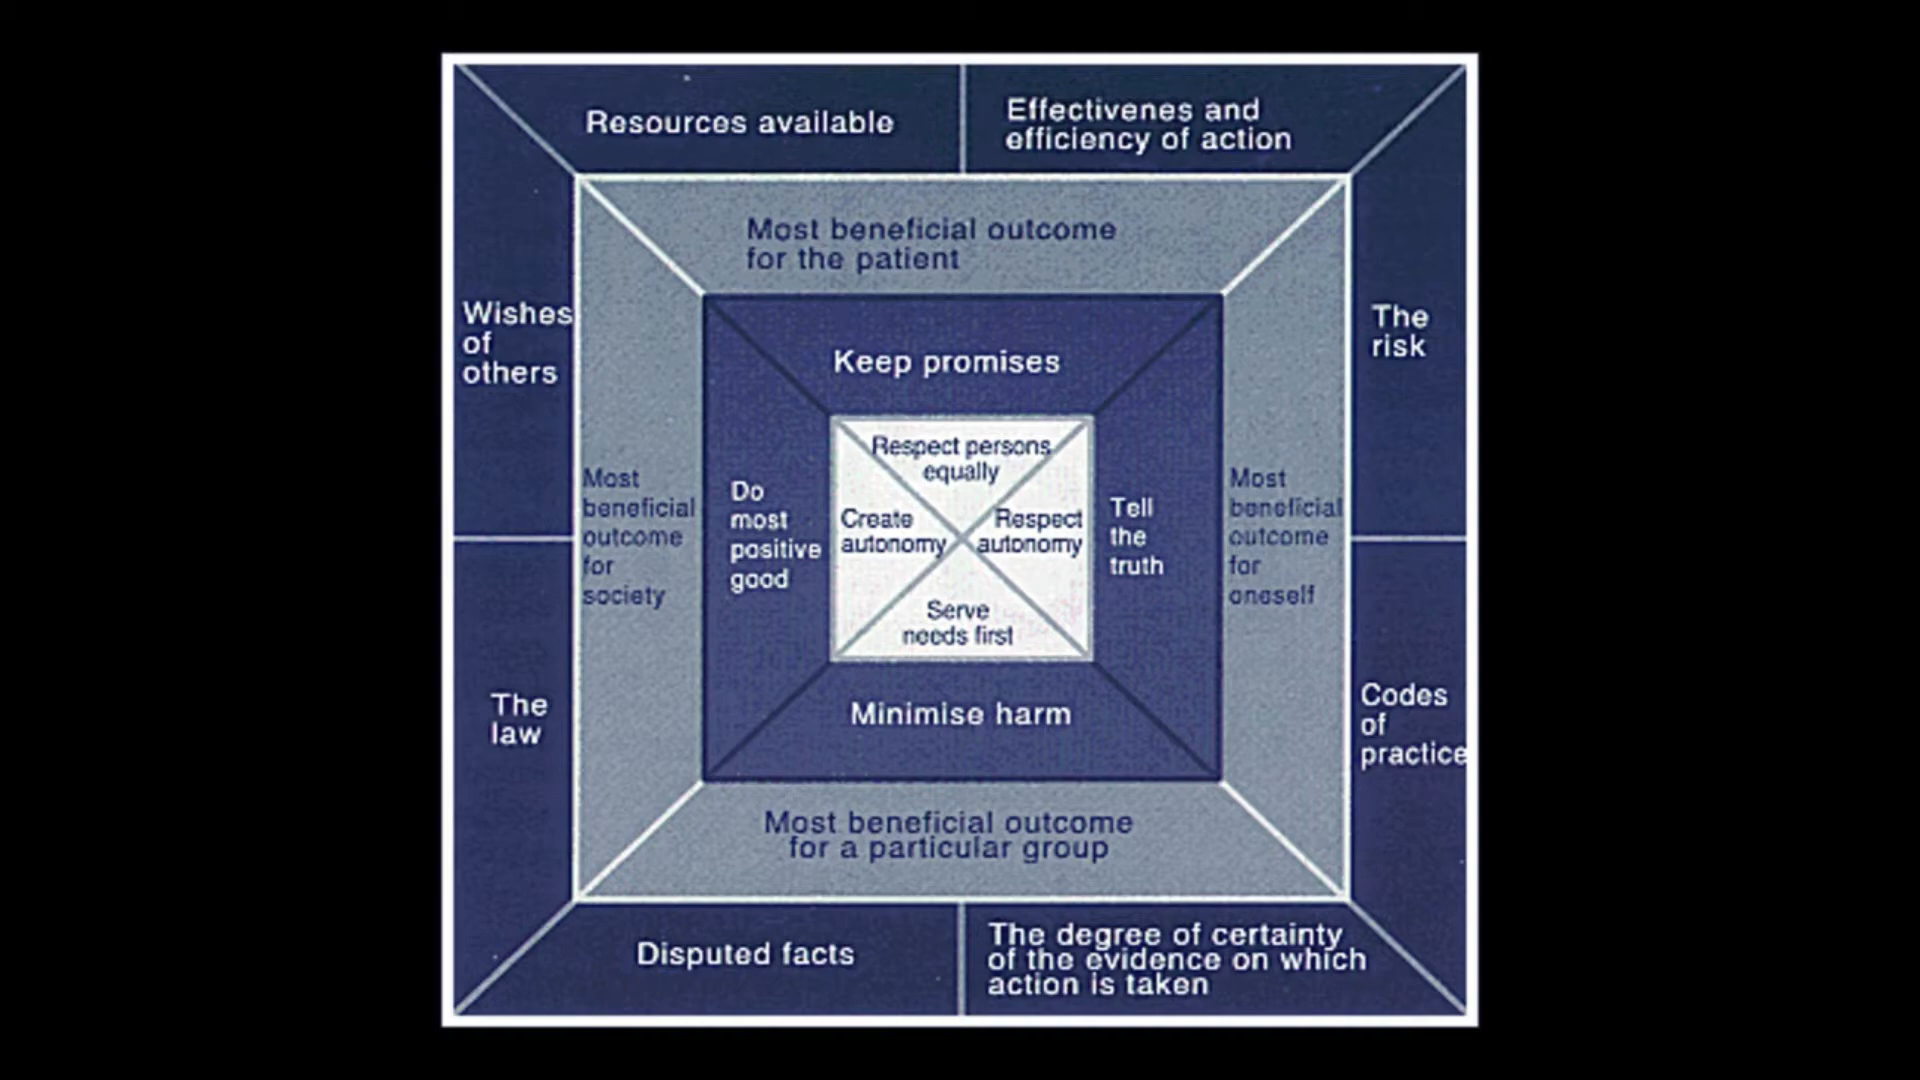 Resources available
Effectivenes and
efficiency of action
Most beneficial outcome
for the patient
Wishes
of
others
The
risk
Keep promises
Respect persons
equally
Most
beneficial
outcome
for
society
Do
most
positive
good
Create
autonomy
Respect
autonomy
Tell
the
truth
Most
beneficial
outcome
for
oneself
Serve
needs first
The
law
Minimise harm
Codes
of
practice
Most beneficial outcome
for a particular group
Disputed facts
The degree of certainty
of the evidence on which
action is taken